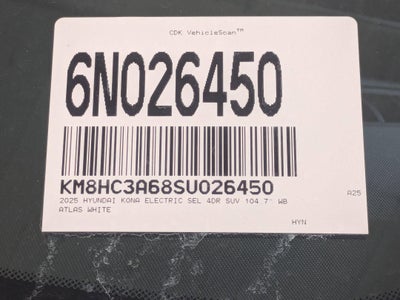 CDK VehicleScan™
6N026450
KM8HC3A68SU026450
2025 HYUNDAI KONA ELECTRIC SEL 4DR SUV 104.7" WB
A25
ATLAS WHITE
HYN